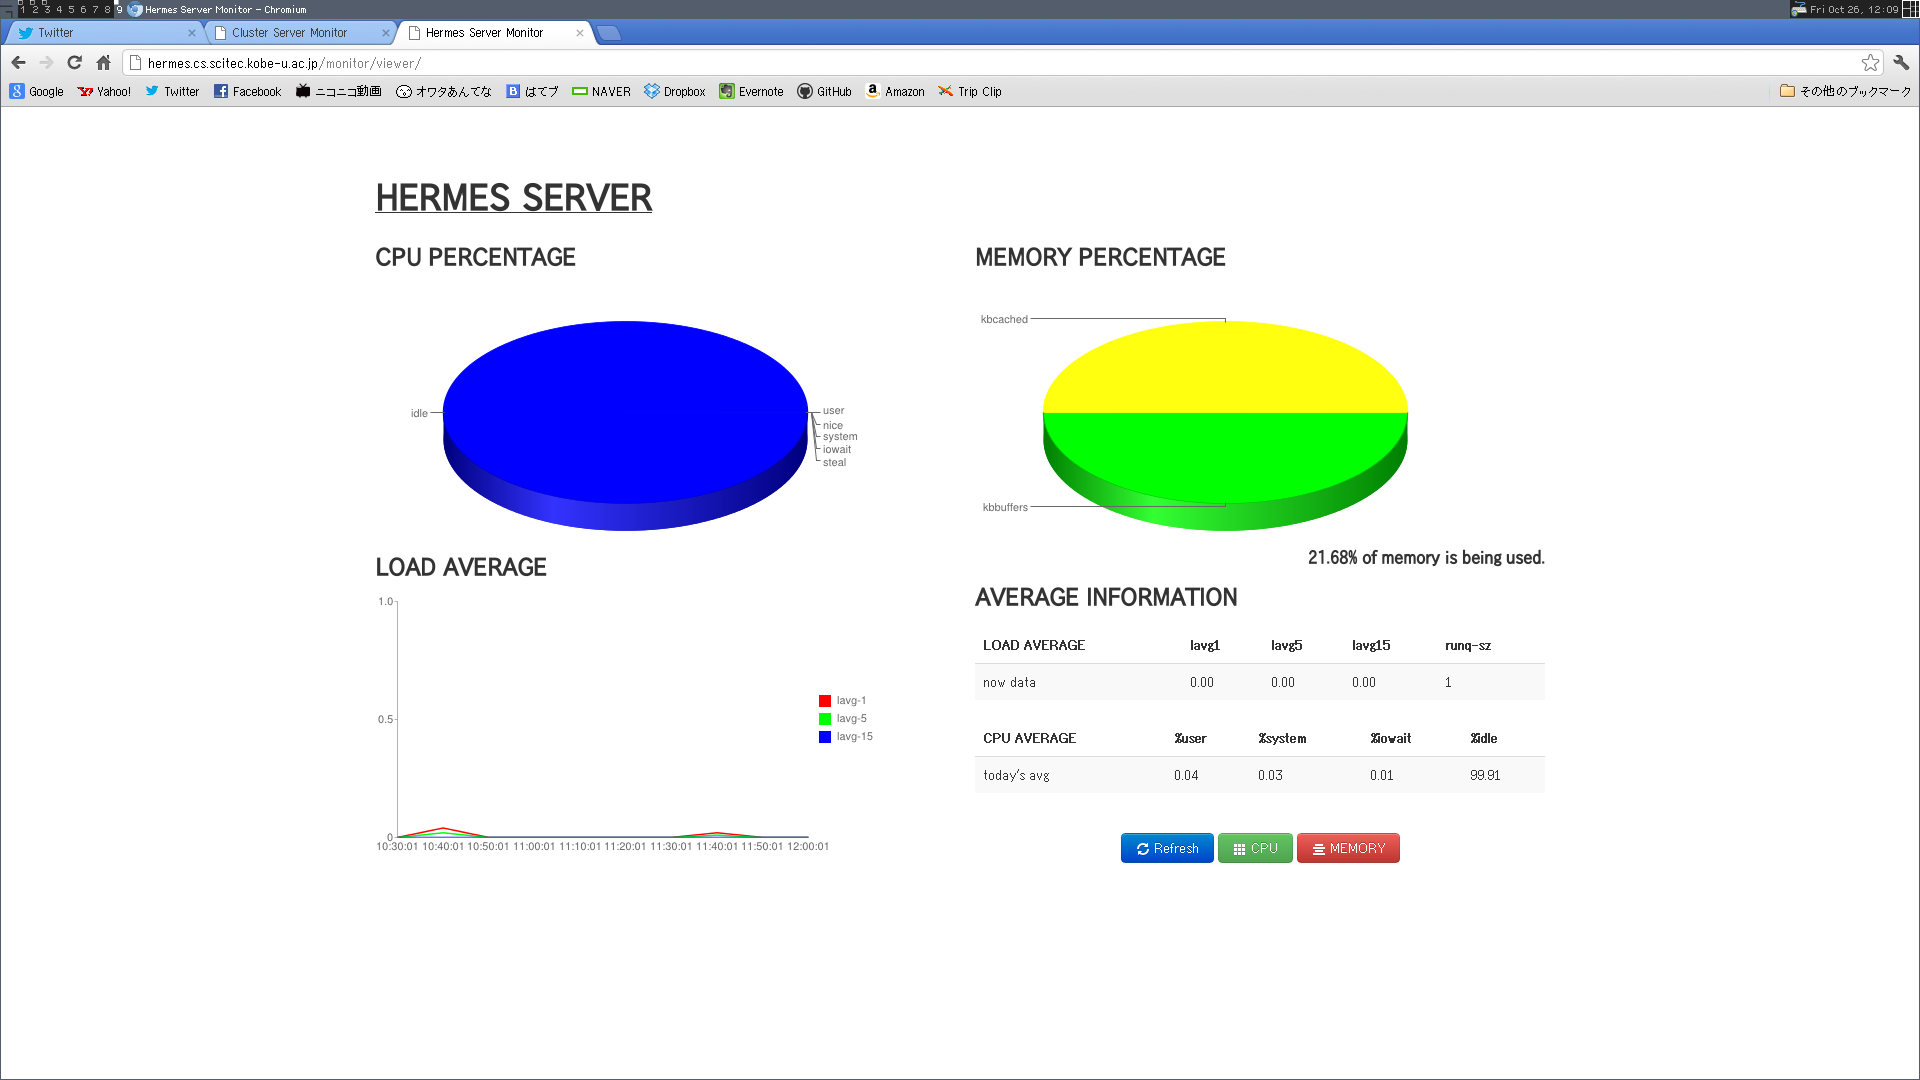 1 2 3 4 5 6 7 8 9 Hermes Server Monitor - Chromium Fri Oct 26, 12:09
Twitter Cluster Server Monitor Hermes Server Monitor
hermes.cs.scitec.kobe-u.ac.jp/monitor/viewer/
Google Yahoo! Twitter Facebook ニコニコ動画 オワタあんてな はてブ NAVER Dropbox Evernote GitHub Amazon Trip Clip その他のブックマーク
HERMES SERVER
CPU PERCENTAGE
idle
user
nice
system
iowait
steal
MEMORY PERCENTAGE
kbcached
kbbuffers
21.68% of memory is being used.
LOAD AVERAGE
1.0
0.5
0
10:30:01 10:40:01 10:50:01 11:00:01 11:10:01 11:20:01 11:30:01 11:40:01 11:50:01 12:00:01
lavg-1
lavg-5
lavg-15
AVERAGE INFORMATION
LOAD AVERAGE lavg1 lavg5 lavg15 runq-sz
now data 0.00 0.00 0.00 1
CPU AVERAGE %user %system %iowait %idle
today's avg 0.04 0.03 0.01 99.91
Refresh CPU MEMORY